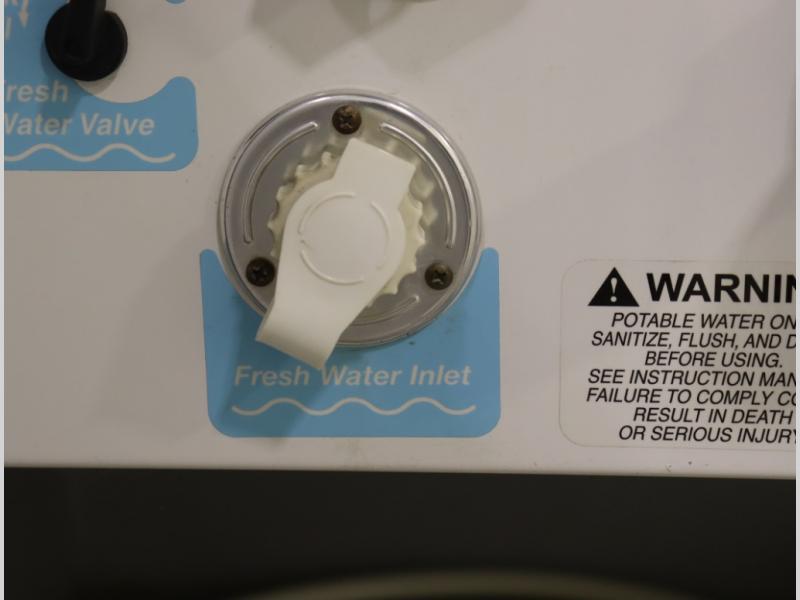 Water Valve
Fresh Water Inlet
WARNIN
POTABLE WATER ON
SANITIZE, FLUSH, AND D
BEFORE USING.
SEE INSTRUCTION MAN
FAILURE TO COMPLY CO
RESULT IN DEATH
OR SERIOUS INJURY